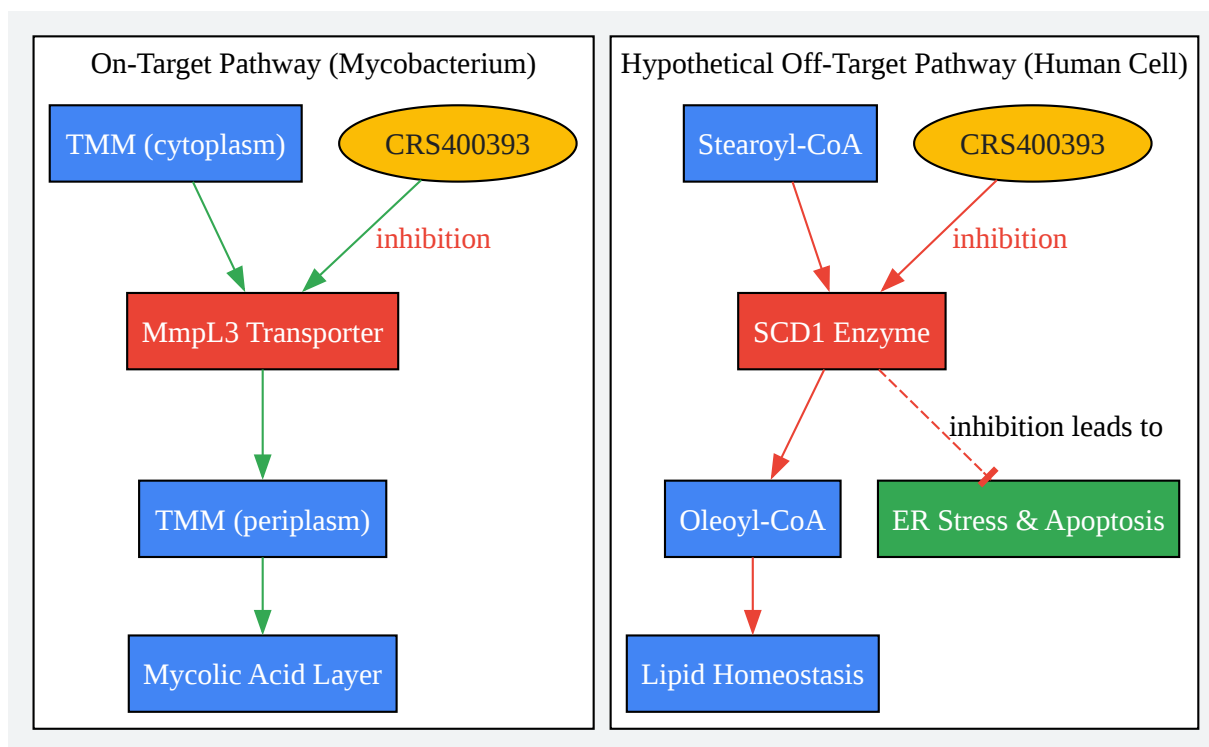 On-Target Pathway (Mycobacterium)
TMM (cytoplasm)
CRS400393
inhibition
MmpL3 Transporter
TMM (periplasm)
Mycolic Acid Layer
Hypothetical Off-Target Pathway (Human Cell)
Stearoyl-CoA
CRS400393
inhibition
SCD1 Enzyme
inhibition leads to
Oleoyl-CoA
ER Stress & Apoptosis
Lipid Homeostasis